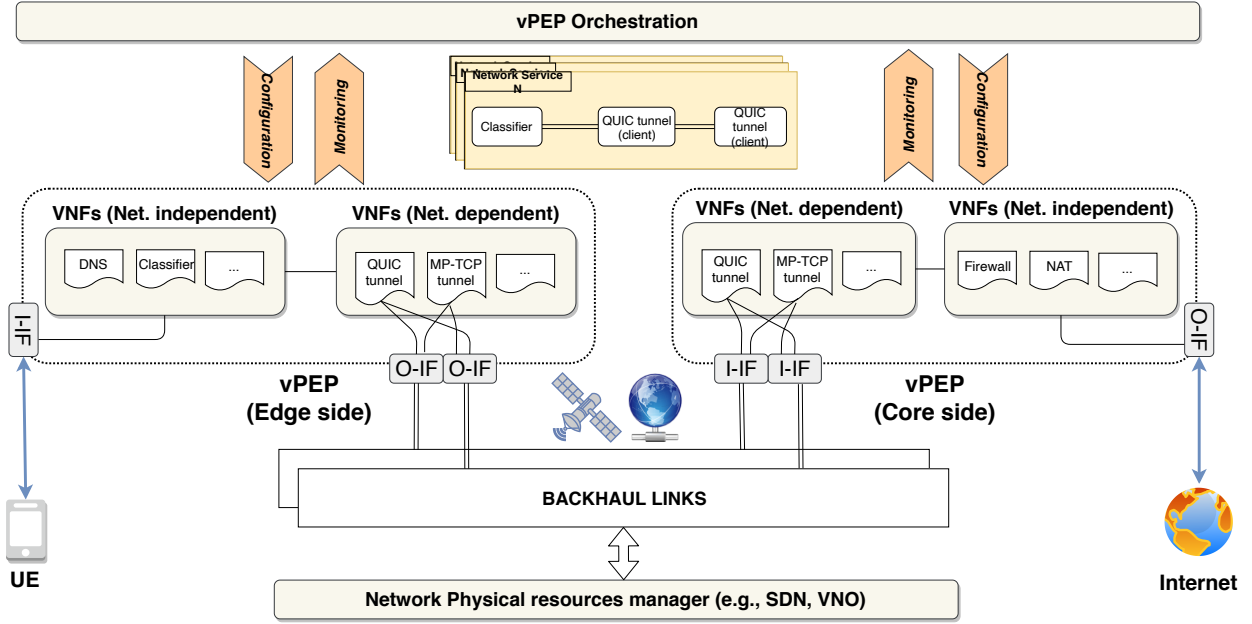 vPEP Orchestration
Configuration
Monitoring
Network Service
N
Classifier
QUIC tunnel
(client)
QUIC
tunnel
(client)
Monitoring
Configuration
VNFs (Net. independent)
DNS
Classifier
...
VNFs (Net. dependent)
QUIC
tunnel
MP-TCP
tunnel
...
VNFs (Net. dependent)
QUIC
tunnel
MP-TCP
tunnel
...
VNFs (Net. independent)
Firewall
NAT
...
I-IF
O-IF
O-IF
I-IF
I-IF
O-IF
vPEP
(Edge side)
vPEP
(Core side)
BACKHAUL LINKS
UE
Internet
Network Physical resources manager (e.g., SDN, VNO)